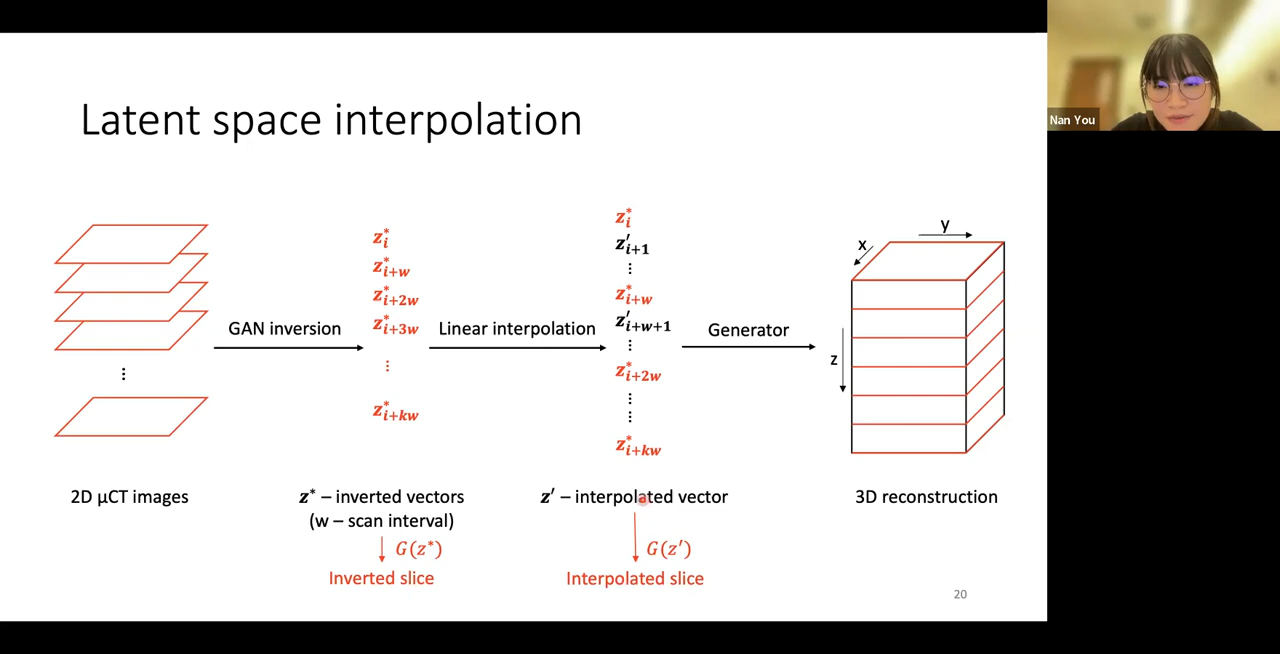 Latent space interpolation
Nan You
⋮
GAN inversion
z*ᵢ
z*ᵢ₊w
z*ᵢ₊₂w
z*ᵢ₊₃w
⋮
z*ᵢ₊ₖw
Linear interpolation
z*ᵢ
z′ᵢ₊₁
⋮
z*ᵢ₊w
z′ᵢ₊w₊₁
⋮
z*ᵢ₊₂w
⋮
⋮
z*ᵢ₊ₖw
Generator
x
y
z
2D μCT images
z* – inverted vectors
(w – scan interval)
G(z*)
Inverted slice
z′ – interpolated vector
G(z′)
Interpolated slice
3D reconstruction
20